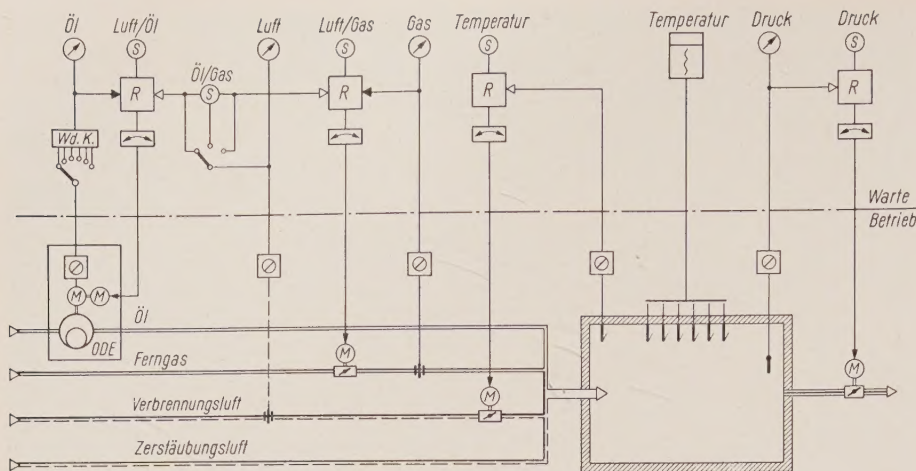 Öl Luft/Öl Luft Luft/Gas Gas Temperatur Temperatur Druck Druck
S S S S
Öl/Gas
R S R R R
Wd. K.
Warte
Betrieb
M M
Öl
ODE
M M
Ferngas
M
Verbrennungsluft
Zerstäubungsluft